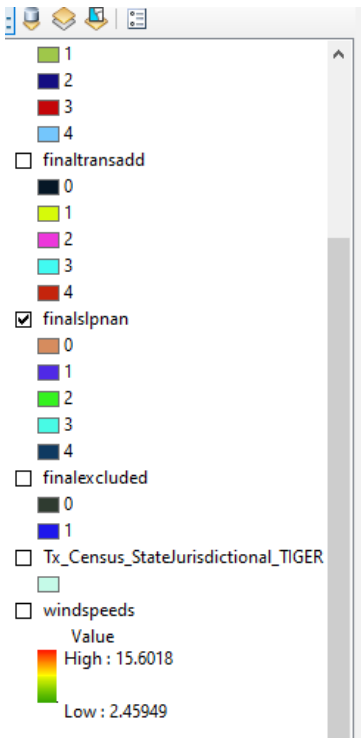 1
2
3
4
finaltransadd
0
1
2
3
4
finalslpnan
0
1
2
3
4
finalexcluded
0
1
Tx_Census_StateJurisdictional_TIGER
windspeeds
Value
High : 15.6018
Low : 2.45949